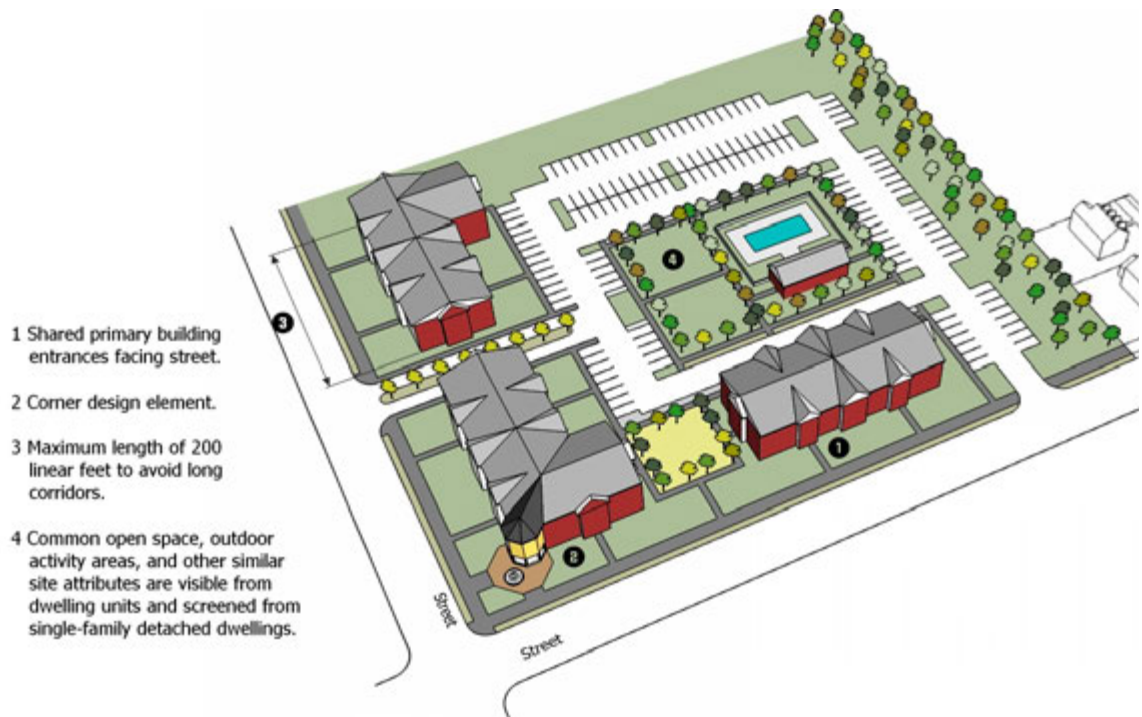 1 Shared primary building
entrances facing street.
2 Corner design element.
3 Maximum length of 200
linear feet to avoid long
corridors.
4 Common open space, outdoor
activity areas, and other similar
site attributes are visible from
dwelling units and screened from
single-family detached dwellings.
3
4
1
2
Street
Street